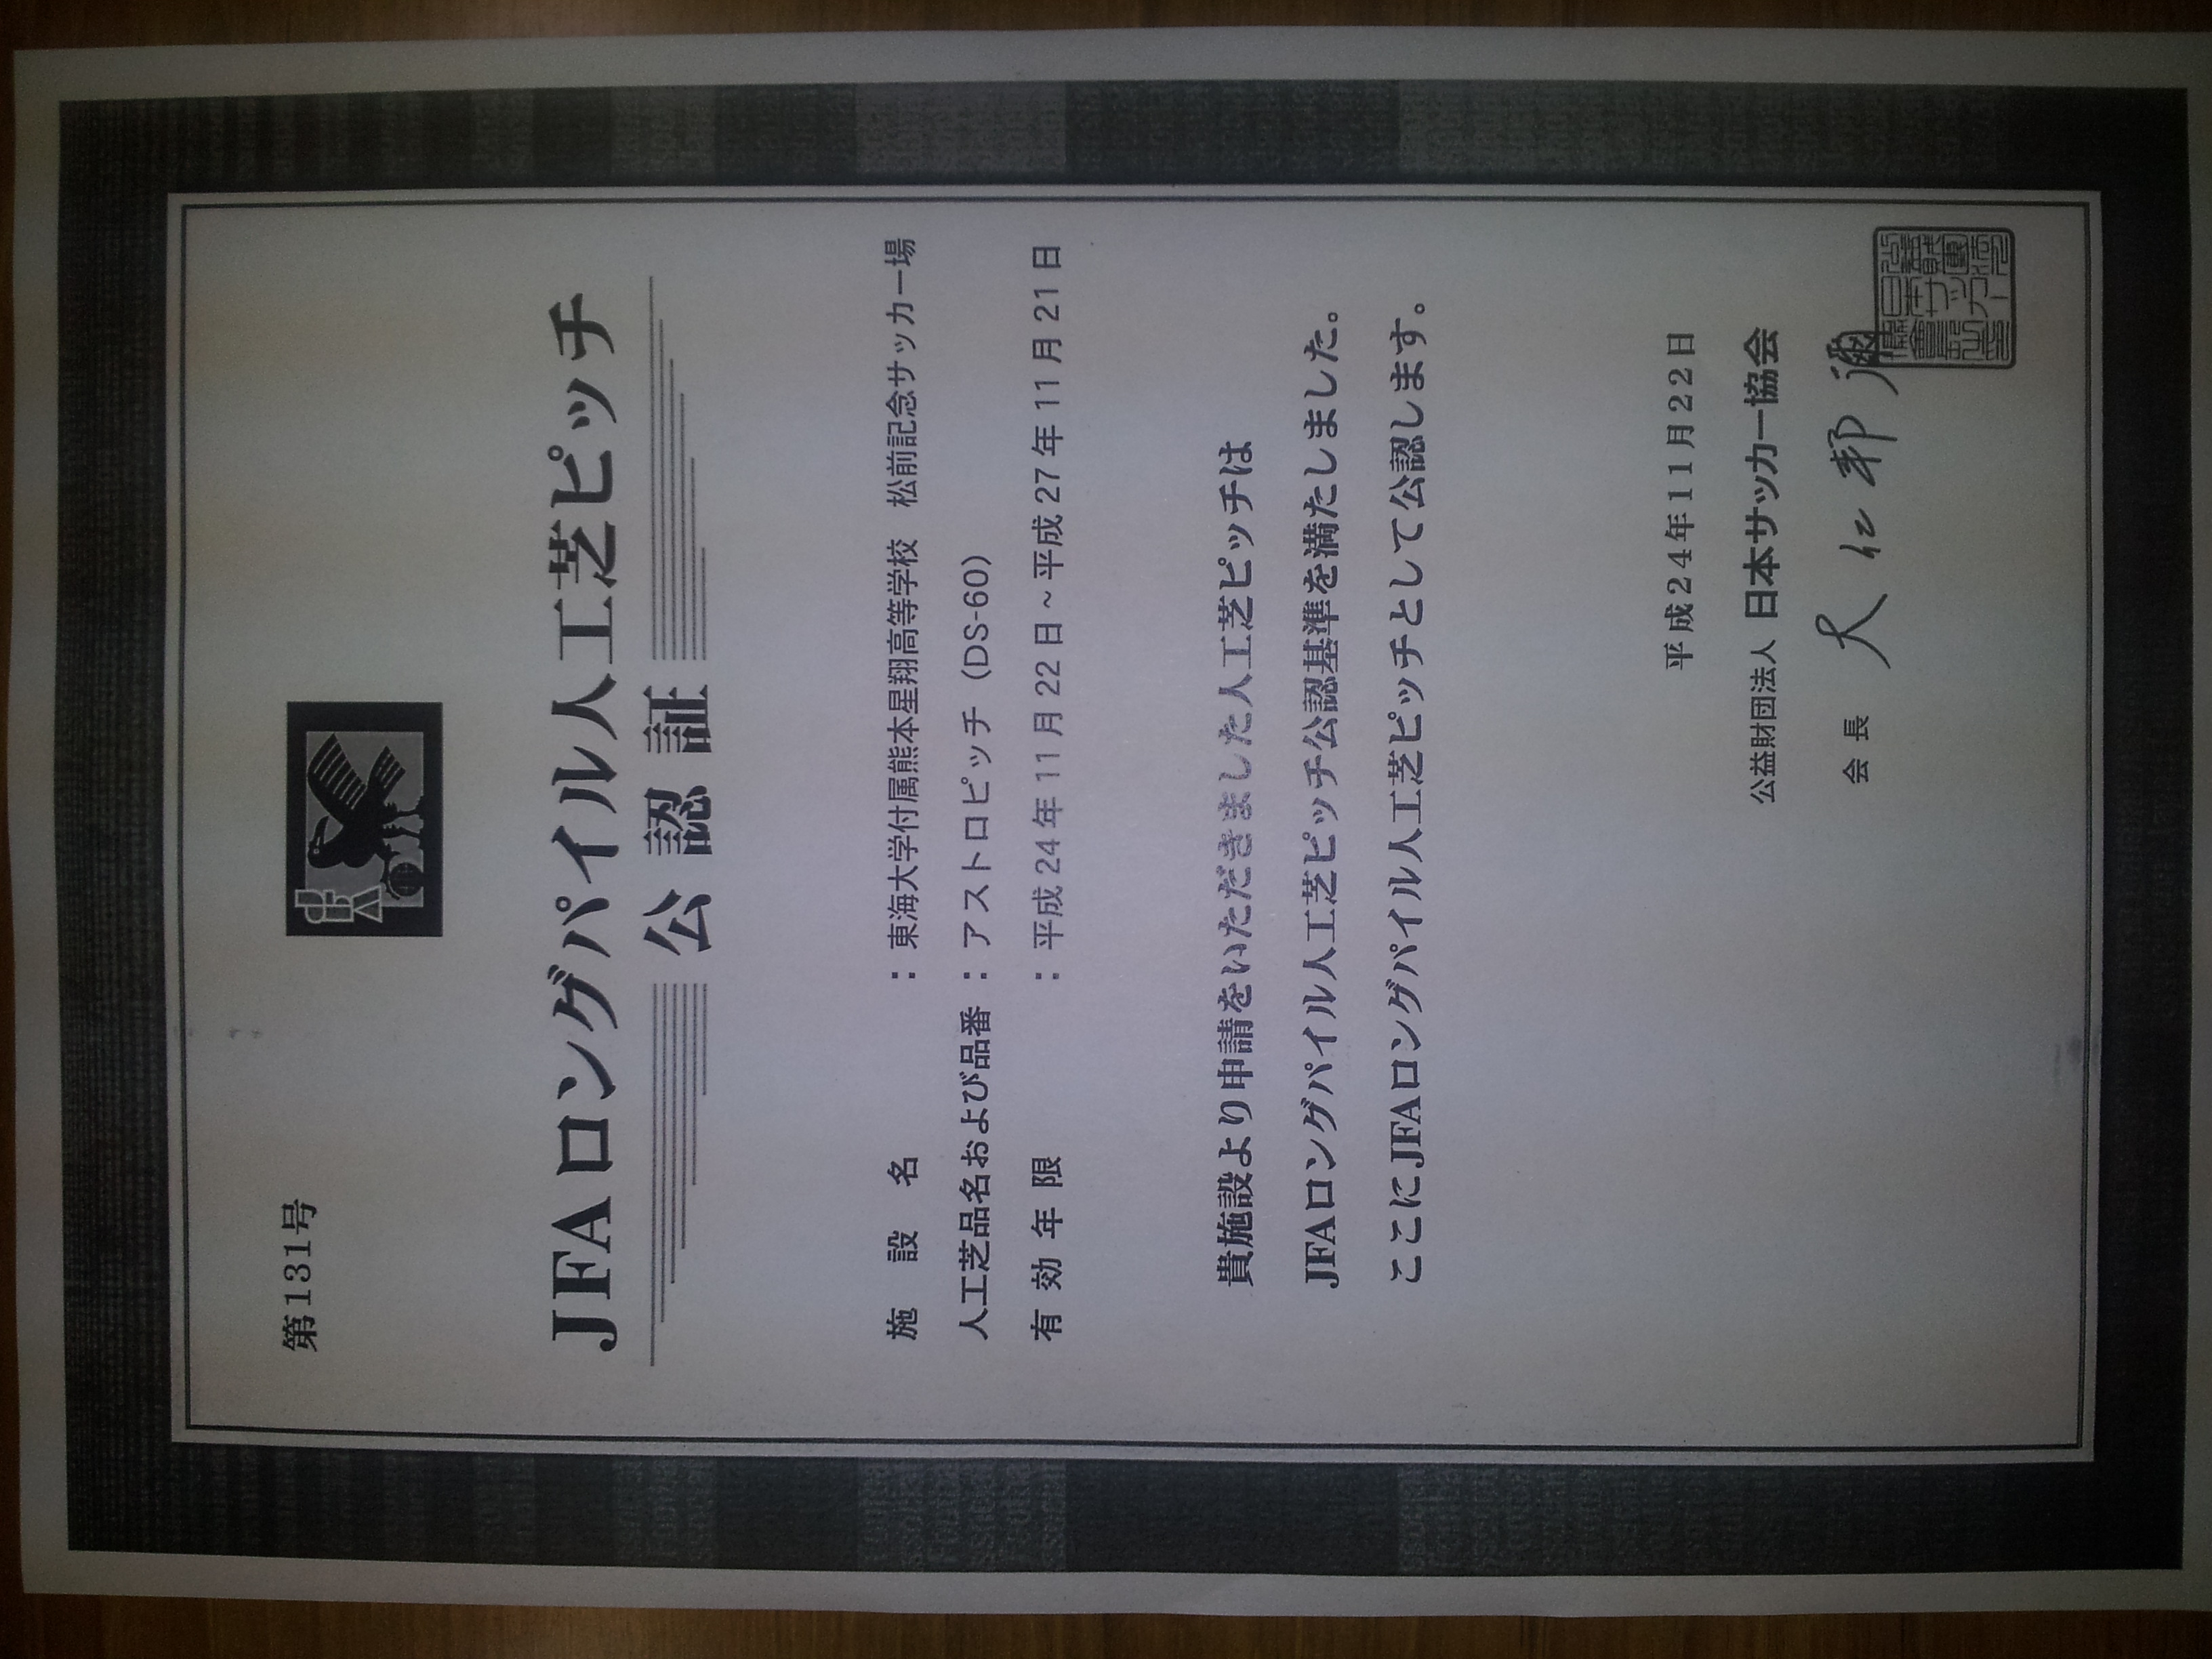 第131号
JFA
JFAロングパイル人工芝ピッチ
公認証
施設名：東海大学付属熊本星翔高等学校 松前記念サッカー場
人工芝品名および品番：アストロピッチ（DS-60）
有効年限：平成24年11月22日～平成27年11月21日
貴施設より申請をいただきました人工芝ピッチは
JFAロングパイル人工芝ピッチ公認基準を満たしました。
ここにJFAロングパイル人工芝ピッチとして公認します。
平成24年11月22日
公益財団法人 日本サッカー協会
会長 大仁邦彌